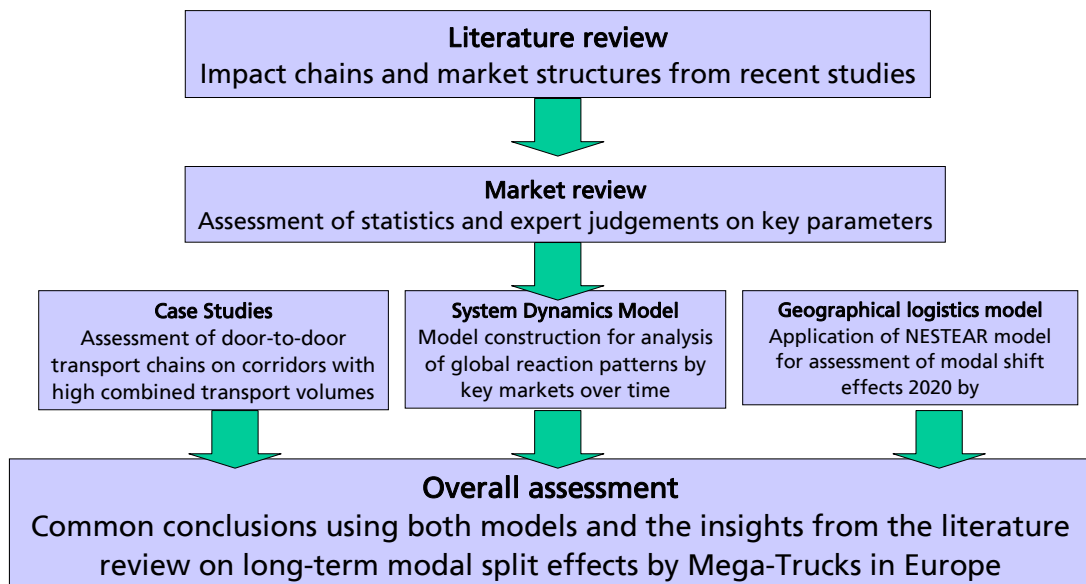 Literature review
Impact chains and market structures from recent studies
Market review
Assessment of statistics and expert judgements on key parameters
Case Studies
Assessment of door-to-door
transport chains on corridors with
high combined transport volumes
System Dynamics Model
Model construction for analysis
of global reaction patterns by
key markets over time
Geographical logistics model
Application of NESTEAR model
for assessment of modal shift
effects 2020 by
Overall assessment
Common conclusions using both models and the insights from the literature
review on long-term modal split effects by Mega-Trucks in Europe